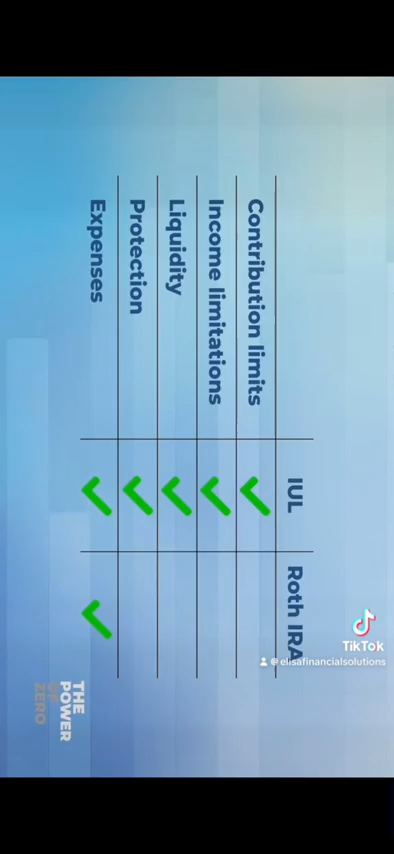 IUL
Roth IRA
Contribution limits
Income limitations
Liquidity
Protection
Expenses
THE
POWER
OF
ZERO
TikTok
@elisafinancialsolutions